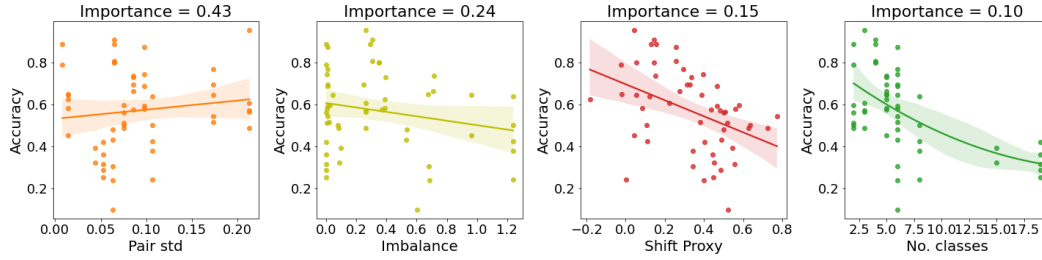 Importance = 0.43
Accuracy
0.8
0.6
0.4
0.2
0.00 0.05 0.10 0.15 0.20
Pair std
Importance = 0.24
Accuracy
0.8
0.6
0.4
0.2
0.0 0.2 0.4 0.6 0.8 1.0 1.2
Imbalance
Importance = 0.15
Accuracy
0.8
0.6
0.4
0.2
−0.2 0.0 0.2 0.4 0.6 0.8
Shift Proxy
Importance = 0.10
Accuracy
0.8
0.6
0.4
0.2
2.5 5.0 7.5 10.0 12.5 15.0 17.5
No. classes